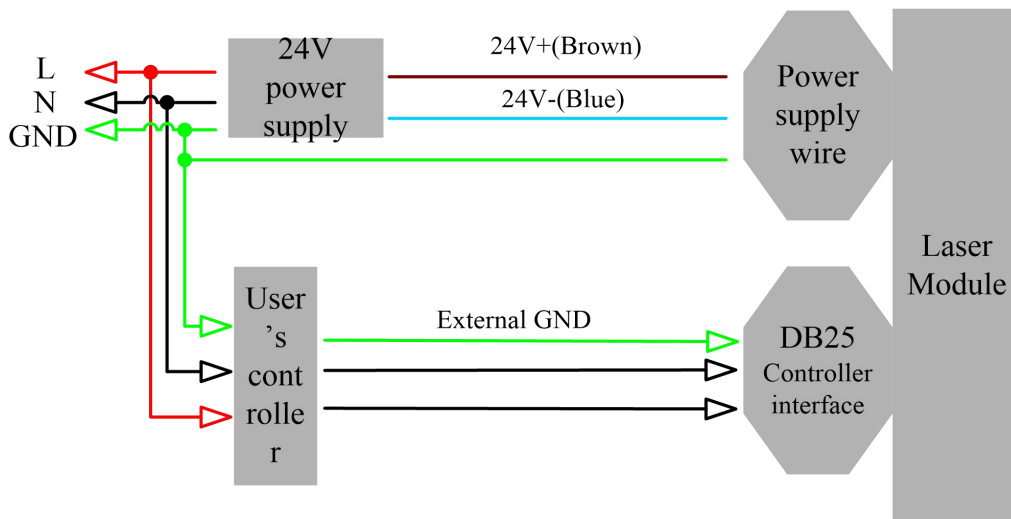 L
N
GND
24V
power
supply
24V+(Brown)
24V-(Blue)
Power
supply
wire
Laser
Module
User
’s
cont
rolle
r
External GND
DB25
Controller
interface